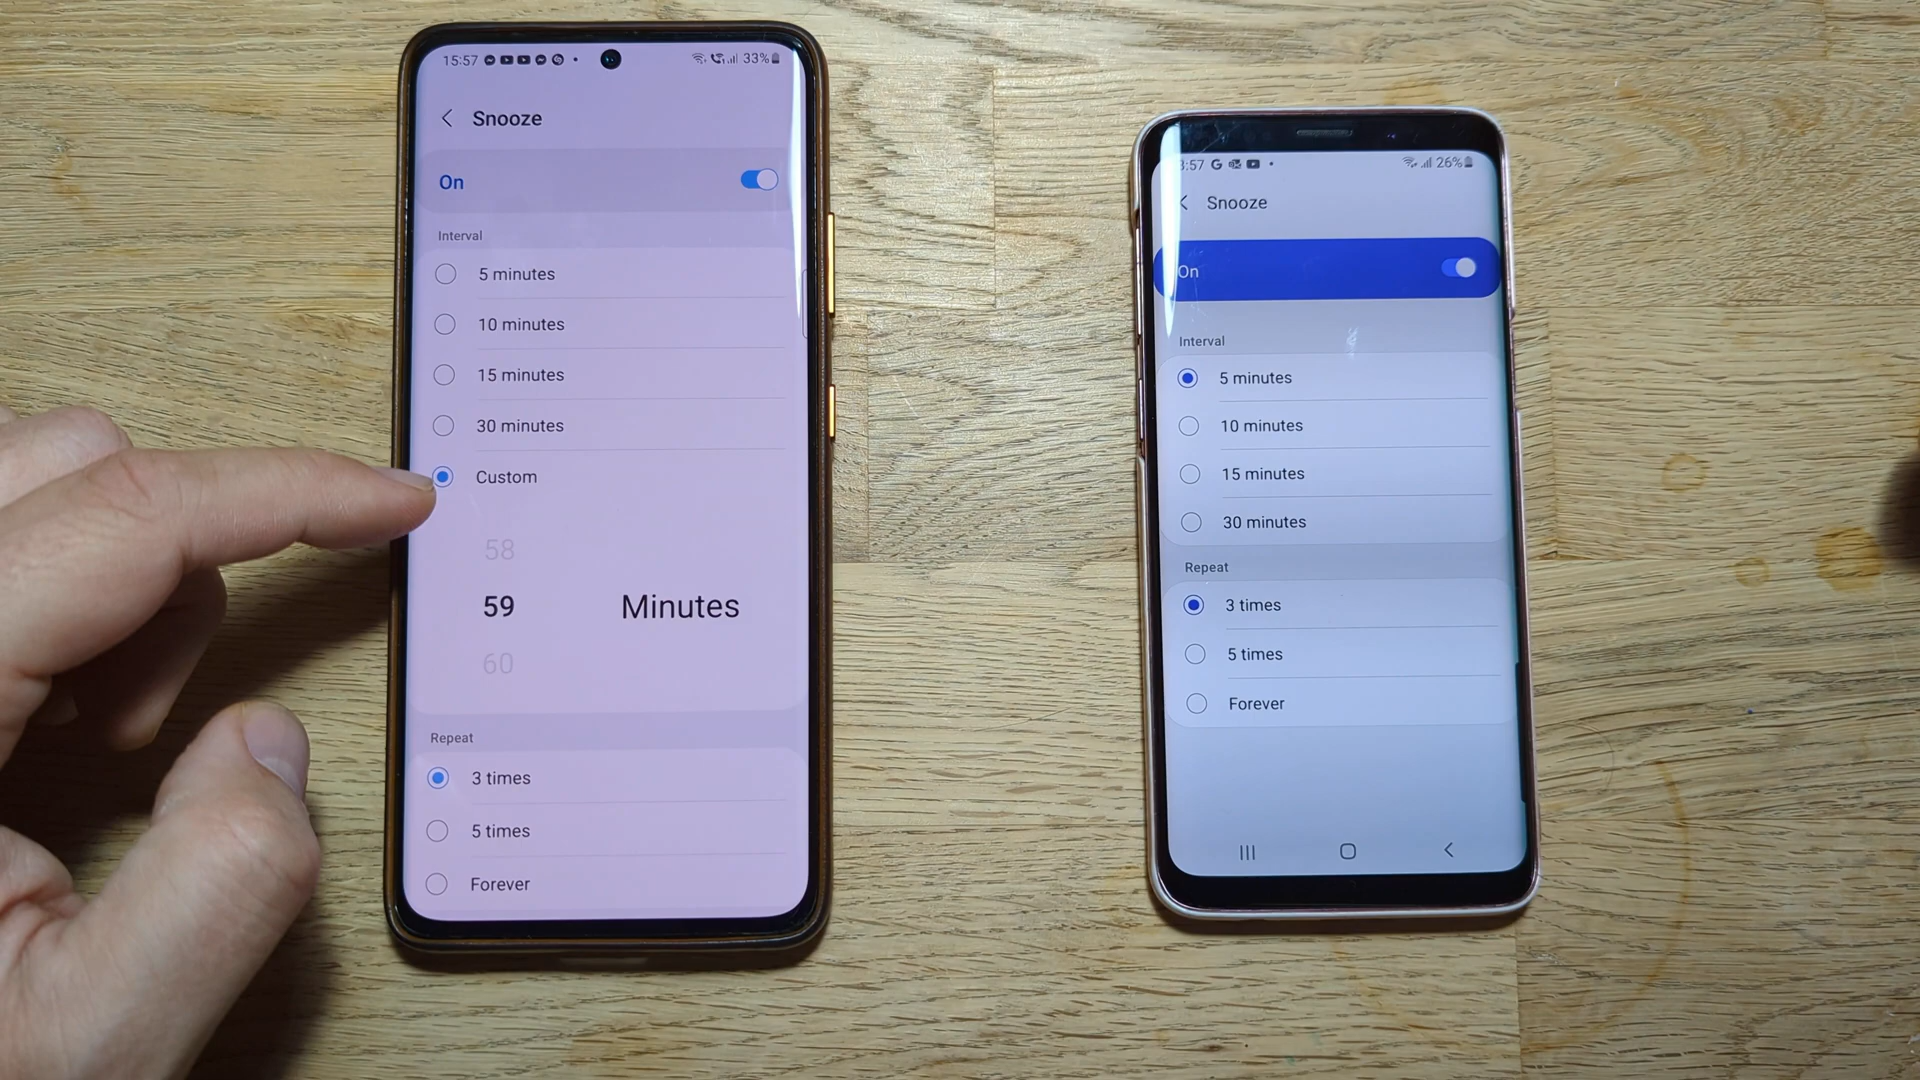 15:57
33%
Snooze
On
Interval
5 minutes
10 minutes
15 minutes
30 minutes
Custom
58
59 Minutes
60
Repeat
3 times
5 times
Forever
:57 G
26%
Snooze
On
Interval
5 minutes
10 minutes
15 minutes
30 minutes
Repeat
3 times
5 times
Forever